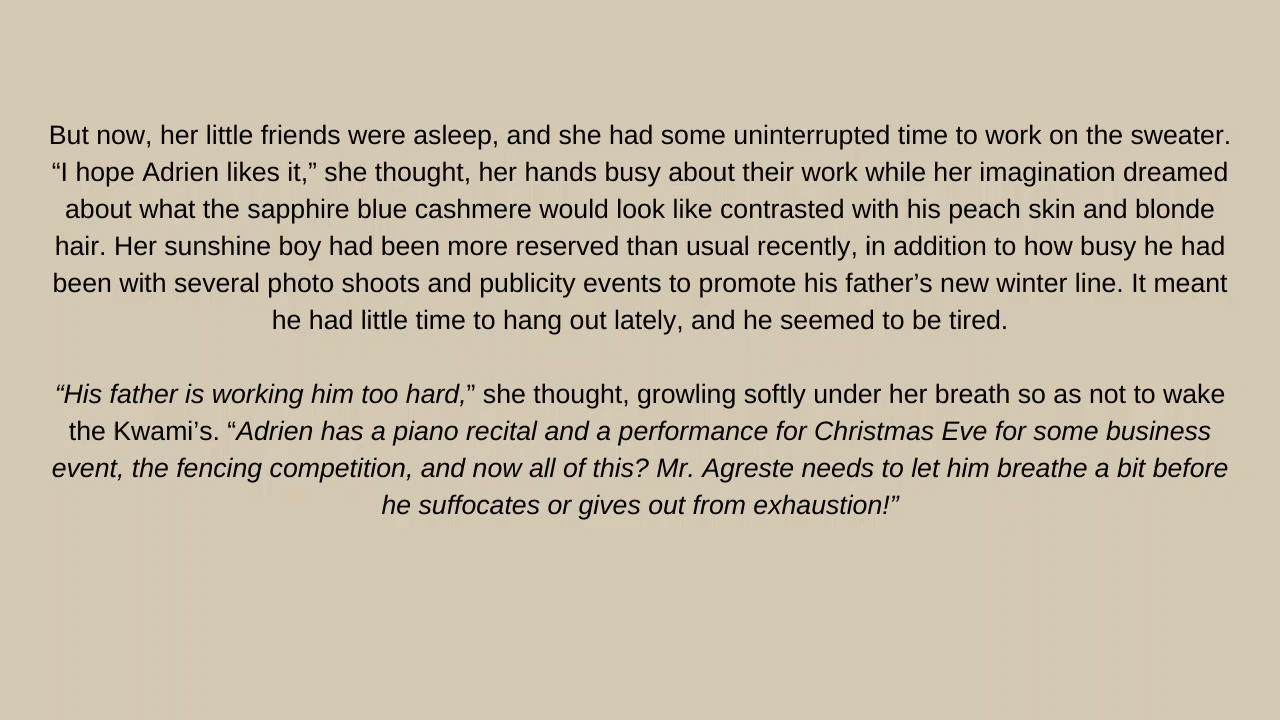 But now, her little friends were asleep, and she had some uninterrupted time to work on the sweater.
“I hope Adrien likes it,” she thought, her hands busy about their work while her imagination dreamed
about what the sapphire blue cashmere would look like contrasted with his peach skin and blonde
hair. Her sunshine boy had been more reserved than usual recently, in addition to how busy he had
been with several photo shoots and publicity events to promote his father’s new winter line. It meant
he had little time to hang out lately, and he seemed to be tired.
“His father is working him too hard,” she thought, growling softly under her breath so as not to wake
the Kwami’s. “Adrien has a piano recital and a performance for Christmas Eve for some business
event, the fencing competition, and now all of this? Mr. Agreste needs to let him breathe a bit before
he suffocates or gives out from exhaustion!”